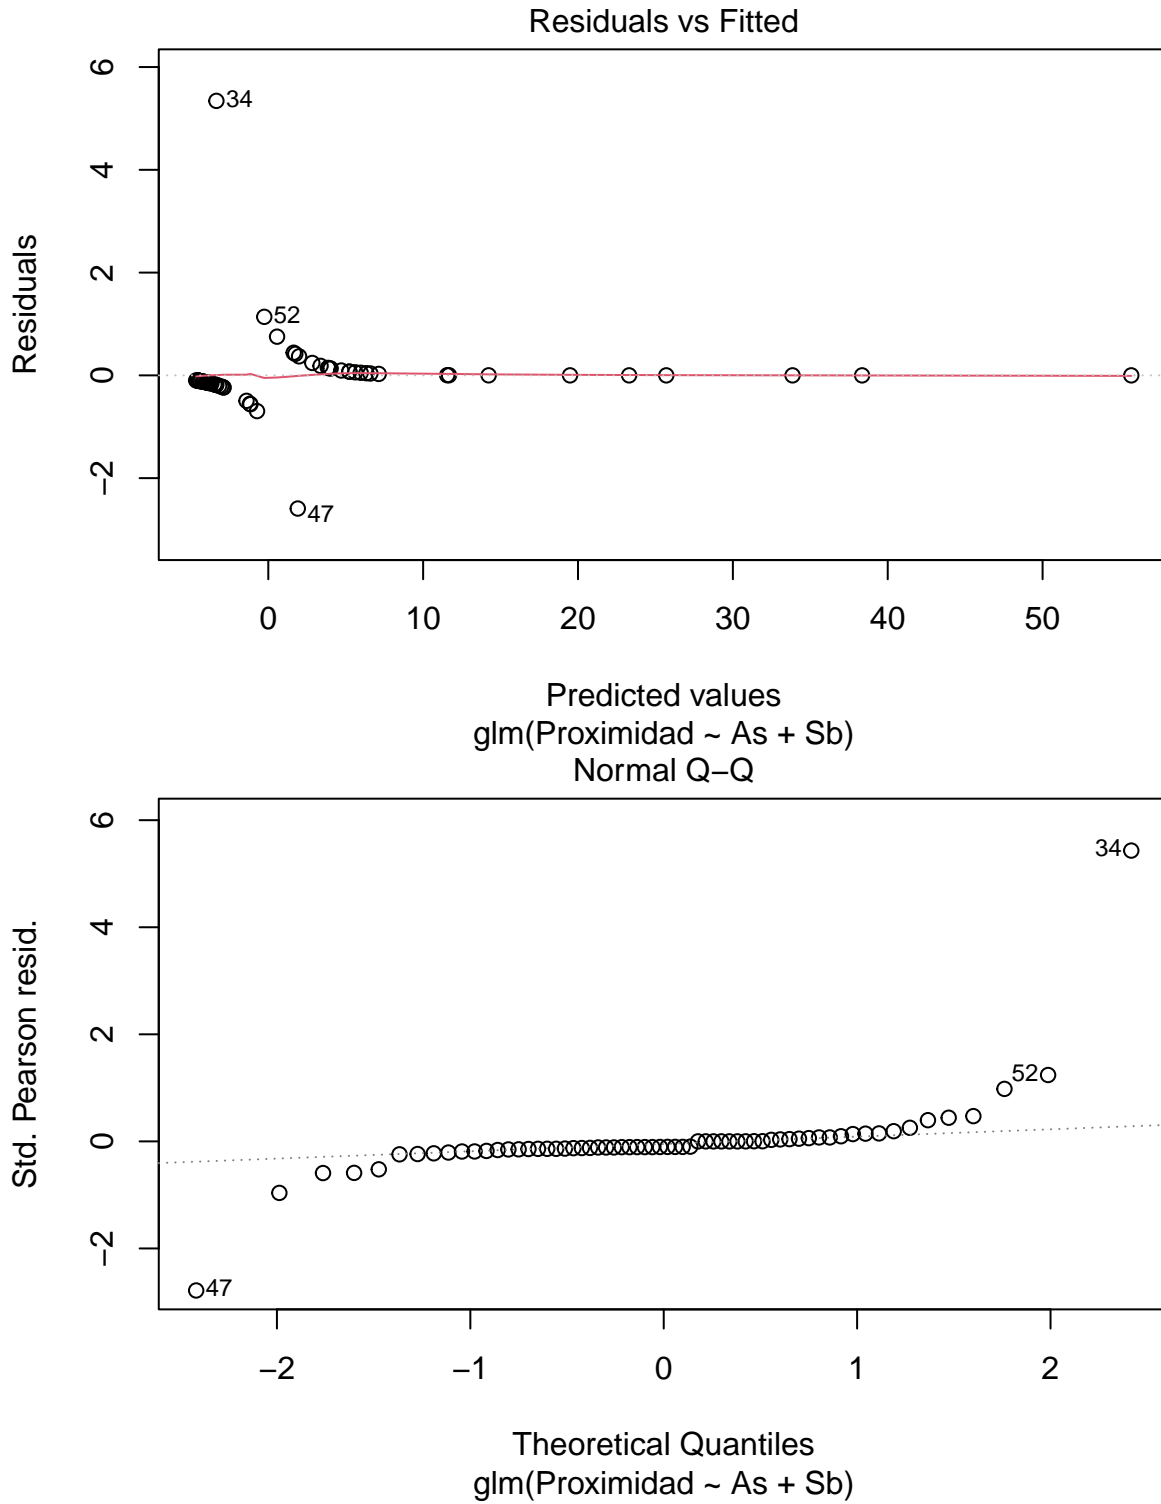 Residuals vs Fitted
Residuals
6
4
2
0
−2
34
52
47
0 10 20 30 40 50
Predicted values
glm(Proximidad ~ As + Sb)
Normal Q−Q
Std. Pearson resid.
6
4
2
0
−2
34
52
47
−2 −1 0 1 2
Theoretical Quantiles
glm(Proximidad ~ As + Sb)